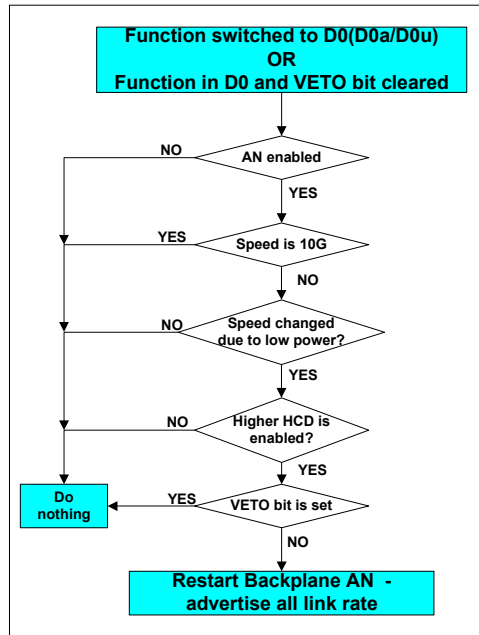 Function switched to D0(D0a/D0u)
OR
Function in D0 and VETO bit cleared
NO
AN enabled
YES
YES
Speed is 10G
NO
NO
Speed changed
due to low power?
YES
NO
Higher HCD is
enabled?
YES
Do
nothing
YES
VETO bit is set
NO
Restart Backplane AN -
advertise all link rate